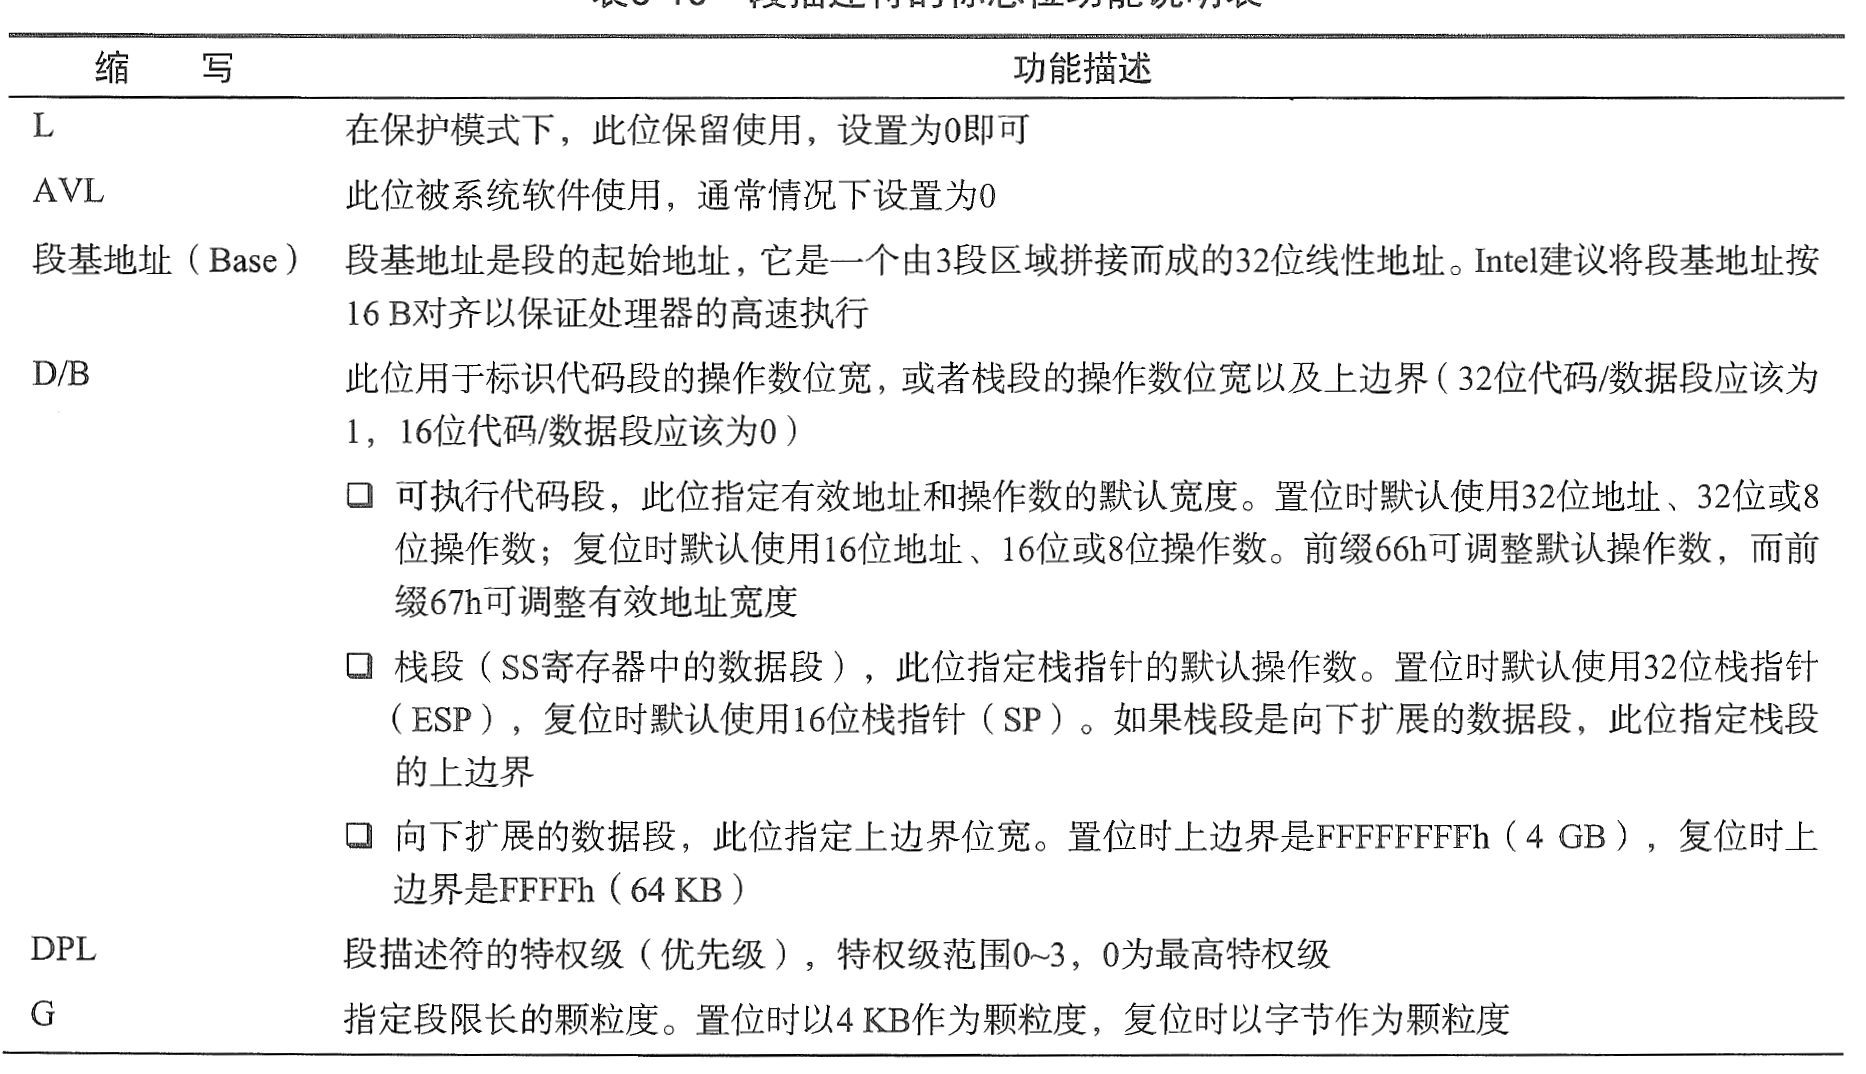 段描述符的标志位功能说明表
缩 写 功能描述
L 在保护模式下，此位保留使用，设置为0即可
AVL 此位被系统软件使用，通常情况下设置为0
段基地址（Base） 段基地址是段的起始地址，它是一个由3段区域拼接而成的32位线性地址。Intel建议将段基地址按
16 B对齐以保证处理器的高速执行
D/B 此位用于标识代码段的操作数位宽，或者栈段的操作数位宽以及上边界（32位代码/数据段应该为
1，16位代码/数据段应该为0）
❑ 可执行代码段，此位指定有效地址和操作数的默认宽度。置位时默认使用32位地址、32位或8
位操作数；复位时默认使用16位地址、16位或8位操作数。前缀66h可调整默认操作数，而前
缀67h可调整有效地址宽度
❑ 栈段（SS寄存器中的数据段），此位指定栈指针的默认操作数。置位时默认使用32位栈指针
（ESP），复位时默认使用16位栈指针（SP）。如果栈段是向下扩展的数据段，此位指定栈段
的上边界
❑ 向下扩展的数据段，此位指定上边界位宽。置位时上边界是FFFFFFFFh（4 GB），复位时上
边界是FFFFh（64 KB）
DPL 段描述符的特权级（优先级），特权级范围0~3，0为最高特权级
G 指定段限长的颗粒度。置位时以4 KB作为颗粒度，复位时以字节作为颗粒度